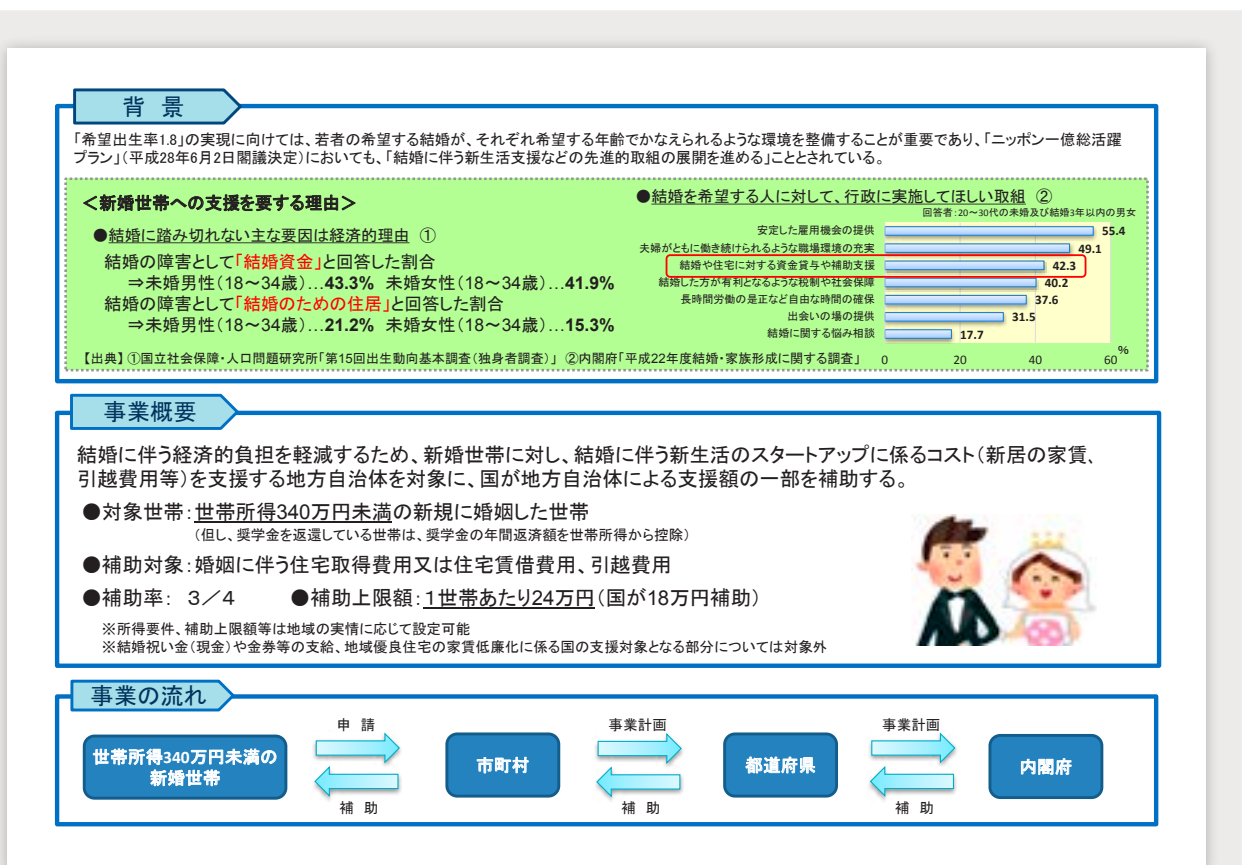 背 景
「希望出生率1.8」の実現に向けては、若者の希望する結婚が、それぞれ希望する年齢でかなえられるような環境を整備することが重要であり、「ニッポン一億総活躍
プラン」(平成28年6月2日閣議決定)においても、「結婚に伴う新生活支援などの先進的取組の展開を進める」こととされている。
＜新婚世帯への支援を要する理由＞
●結婚に踏み切れない主な要因は経済的理由 ①
結婚の障害として「結婚資金」と回答した割合
⇒未婚男性(18～34歳)…43.3% 未婚女性(18～34歳)…41.9%
結婚の障害として「結婚のための住居」と回答した割合
⇒未婚男性(18～34歳)…21.2% 未婚女性(18～34歳)…15.3%
●結婚を希望する人に対して、行政に実施してほしい取組 ②
回答者：20～30代の未婚及び結婚3年以内の男女
安定した雇用機会の提供 55.4
夫婦がともに働き続けられるような職場環境の充実 49.1
結婚や住宅に対する資金貸与や補助支援 42.3
結婚した方が有利となるような税制や社会保障 40.2
長時間労働の是正など自由な時間の確保 37.6
出会いの場の提供 31.5
結婚に関する悩み相談 17.7
0 20 40 60 %
【出典】①国立社会保障・人口問題研究所「第15回出生動向基本調査(独身者調査)」 ②内閣府「平成22年度結婚・家族形成に関する調査」
事業概要
結婚に伴う経済的負担を軽減するため、新婚世帯に対し、結婚に伴う新生活のスタートアップに係るコスト(新居の家賃、
引越費用等)を支援する地方自治体を対象に、国が地方自治体による支援額の一部を補助する。
●対象世帯：世帯所得340万円未満の新規に婚姻した世帯
(但し、奨学金を返還している世帯は、奨学金の年間返済額を世帯所得から控除)
●補助対象：婚姻に伴う住宅取得費用又は住宅賃借費用、引越費用
●補助率： 3／4 ●補助上限額：1世帯あたり24万円(国が18万円補助)
※所得要件、補助上限額等は地域の実情に応じて設定可能
※結婚祝い金(現金)や金券等の支給、地域優良住宅の家賃低廉化に係る国の支援対象となる部分については対象外
事業の流れ
申 請 事業計画 事業計画
世帯所得340万円未満の
新婚世帯
市町村 都道府県 内閣府
補 助 補 助 補 助